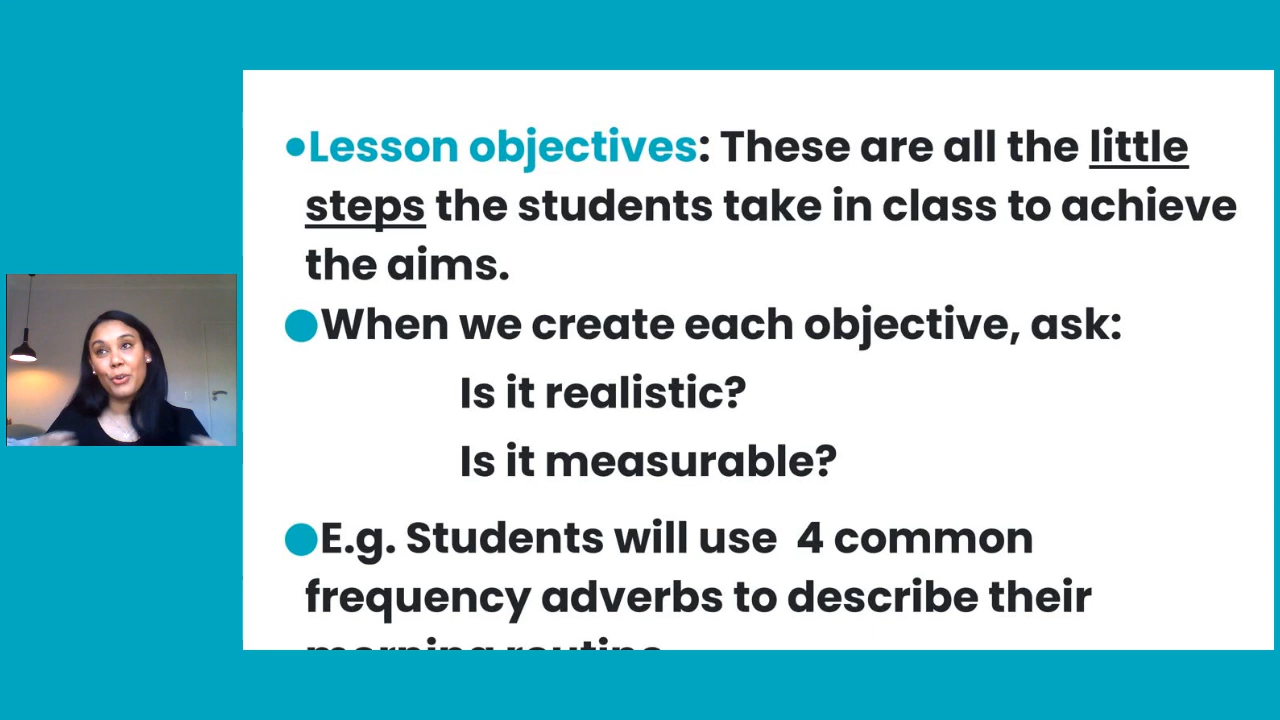 •Lesson objectives: These are all the little
steps the students take in class to achieve
the aims.
●When we create each objective, ask:
Is it realistic?
Is it measurable?
●E.g. Students will use 4 common
frequency adverbs to describe their
morning routine